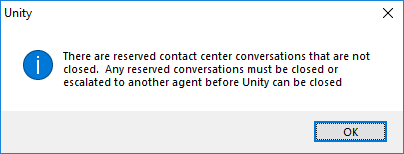 Unity
There are reserved contact center conversations that are not
closed.  Any reserved conversations must be closed or
escalated to another agent before Unity can be closed
OK